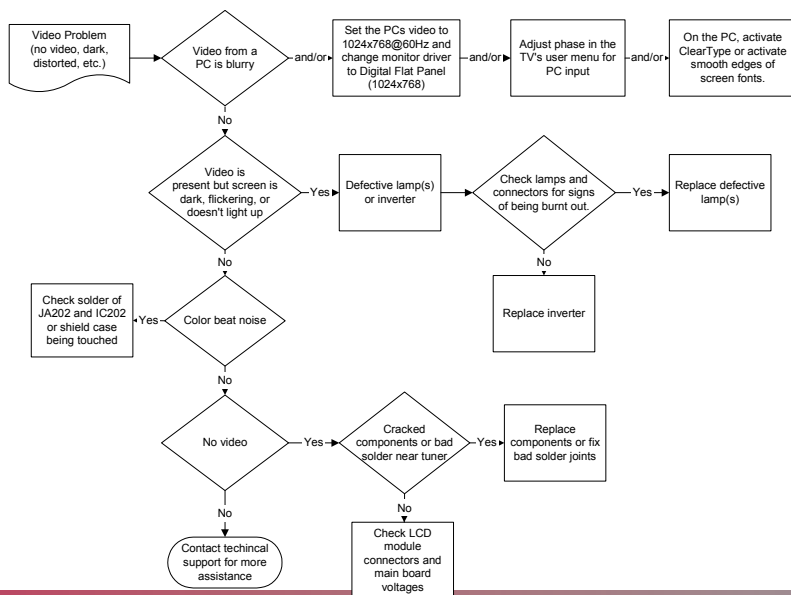 Video Problem
(no video, dark,
distorted, etc.)
Video from a
PC is blurry
and/or
Set the PCs video to
1024x768@60Hz and
change monitor driver
to Digital Flat Panel
(1024x768)
and/or
Adjust phase in the
TV's user menu for
PC input
and/or
On the PC, activate
ClearType or activate
smooth edges of
screen fonts.
No
Video is
present but screen is
dark, flickering, or
doesn't light up
Yes
Defective lamp(s)
or inverter
Check lamps and
connectors for signs
of being burnt out.
Yes
Replace defective
lamp(s)
No
No
Replace inverter
Check solder of
JA202 and IC202
or shield case
being touched
Yes
Color beat noise
No
No video
Yes
Cracked
components or bad
solder near tuner
Yes
Replace
components or fix
bad solder joints
No
No
Contact techincal
support for more
assistance
Check LCD
module
connectors and
main board
voltages